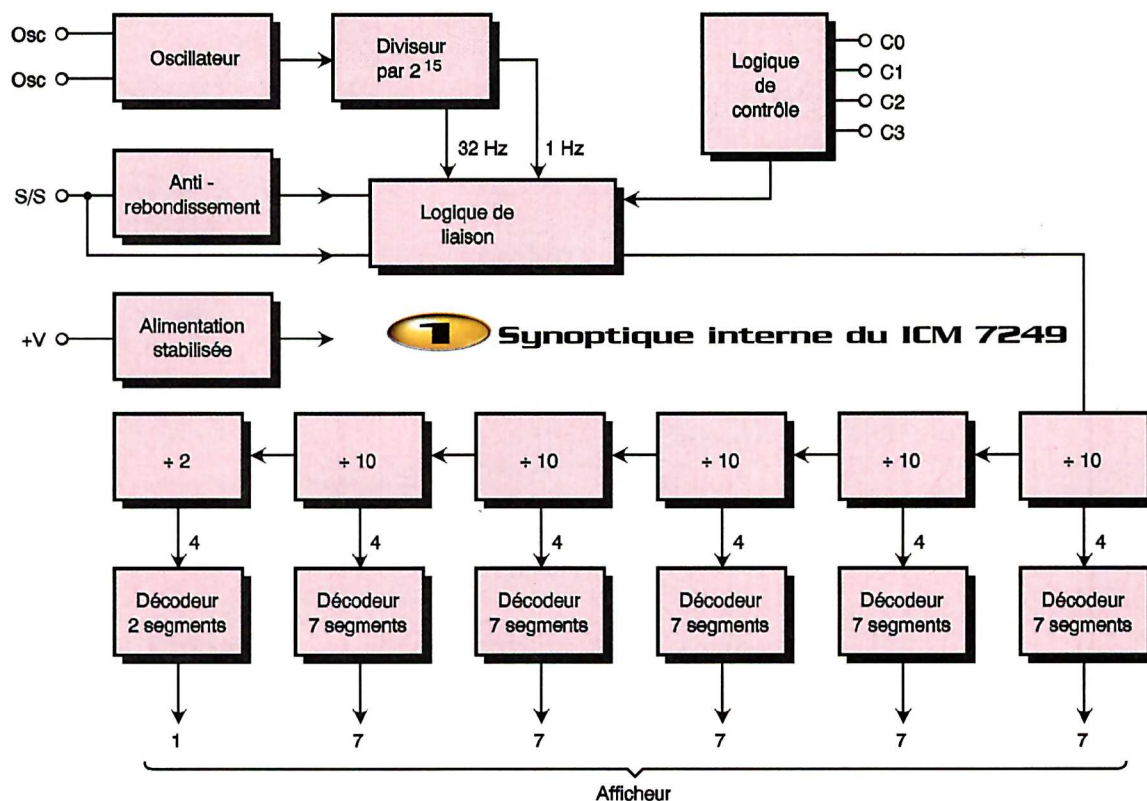 Osc
Osc
Oscillateur
Diviseur
par 2 15
Logique
de
contrôle
C0
C1
C2
C3
32 Hz
1 Hz
S/S
Anti -
rebondissement
Logique de
liaison
+V
Alimentation
stabilisée
1 Synoptique interne du ICM 7249
÷ 2
÷ 10
÷ 10
÷ 10
÷ 10
÷ 10
4
4
4
4
4
4
Décodeur
2 segments
Décodeur
7 segments
Décodeur
7 segments
Décodeur
7 segments
Décodeur
7 segments
Décodeur
7 segments
1
7
7
7
7
7
Afficheur